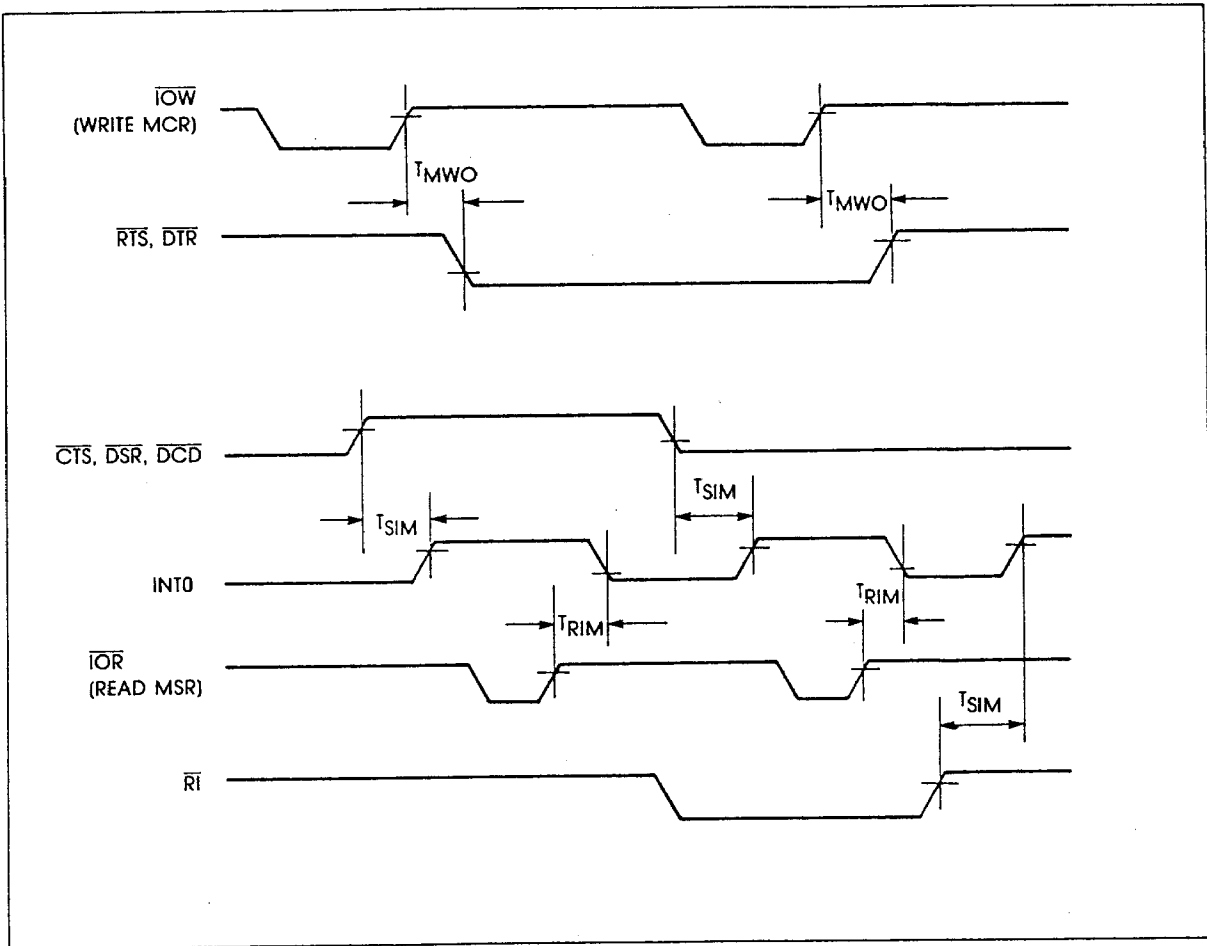 IOW
(WRITE MCR)
TMWO
TMWO
RTS, DTR
CTS, DSR, DCD
TSIM
TSIM
INTO
TRIM
TRIM
IOR
(READ MSR)
TSIM
RI